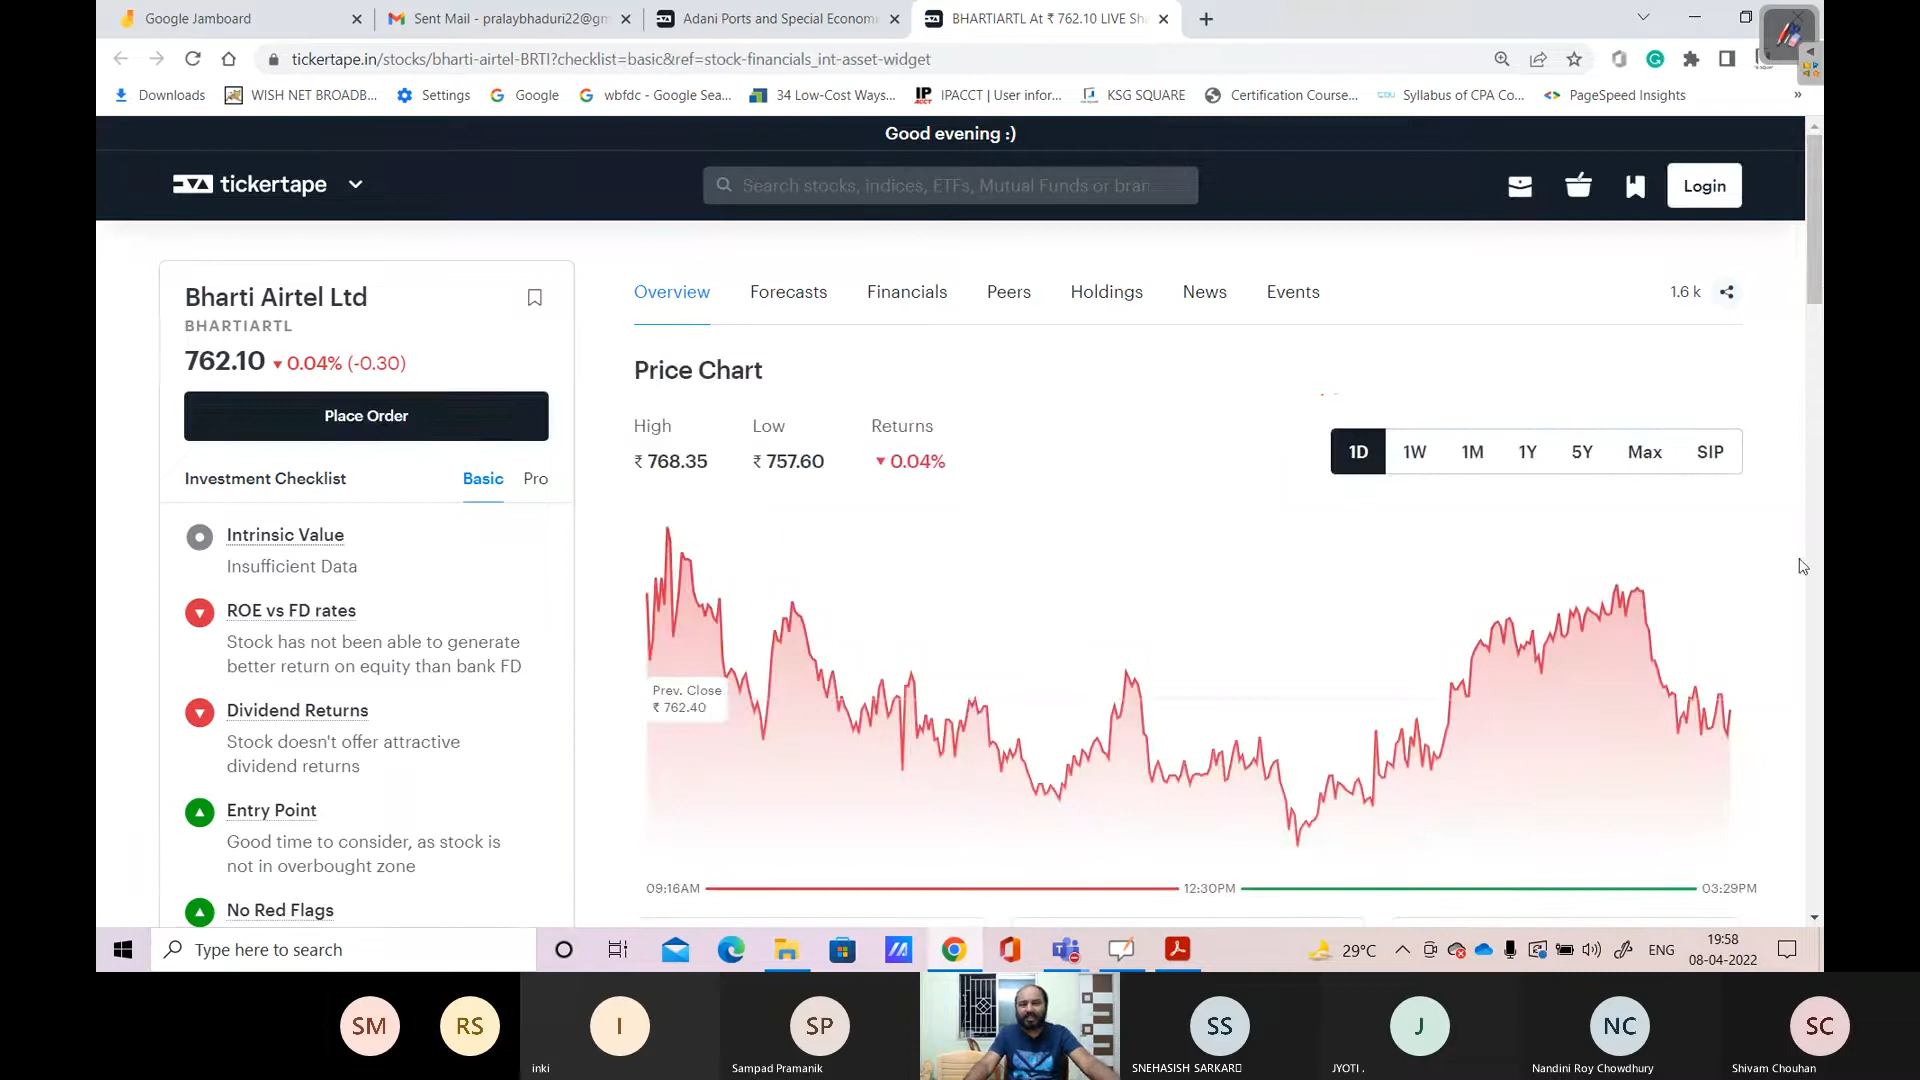 Google Jamboard
Sent Mail - pralaybhaduri22@gm
Adani Ports and Special Econom
BHARTIARTL At ₹ 762.10 LIVE Sh
tickertape.in/stocks/bharti-airtel-BRTI?checklist=basic&ref=stock-financials_int-asset-widget
Downloads
WISH NET BROADB...
Settings
Google
wbfdc - Google Sea...
34 Low-Cost Ways...
IPACCT | User infor...
KSG SQUARE
Certification Course...
Syllabus of CPA Co...
PageSpeed Insights
»
Good evening :)
tickertape
Search stocks, indices, ETFs, Mutual Funds or bran...
Login
Bharti Airtel Ltd
BHARTIARTL
762.10 ▼ 0.04% (-0.30)
Place Order
Investment Checklist
Basic
Pro
Intrinsic Value
Insufficient Data
ROE vs FD rates
Stock has not been able to generate
better return on equity than bank FD
Dividend Returns
Stock doesn't offer attractive
dividend returns
Entry Point
Good time to consider, as stock is
not in overbought zone
No Red Flags
Overview
Forecasts
Financials
Peers
Holdings
News
Events
1.6 k
Price Chart
High
Low
Returns
₹ 768.35
₹ 757.60
▼ 0.04%
1D
1W
1M
1Y
5Y
Max
SIP
Prev. Close
₹ 762.40
09:16AM
12:30PM
03:29PM
Type here to search
29°C
ENG
19:58
08-04-2022
SM
RS
I
inki
SP
Sampad Pramanik
SS
SNEHASISH SARKAR
J
JYOTI .
NC
Nandini Roy Chowdhury
SC
Shivam Chouhan